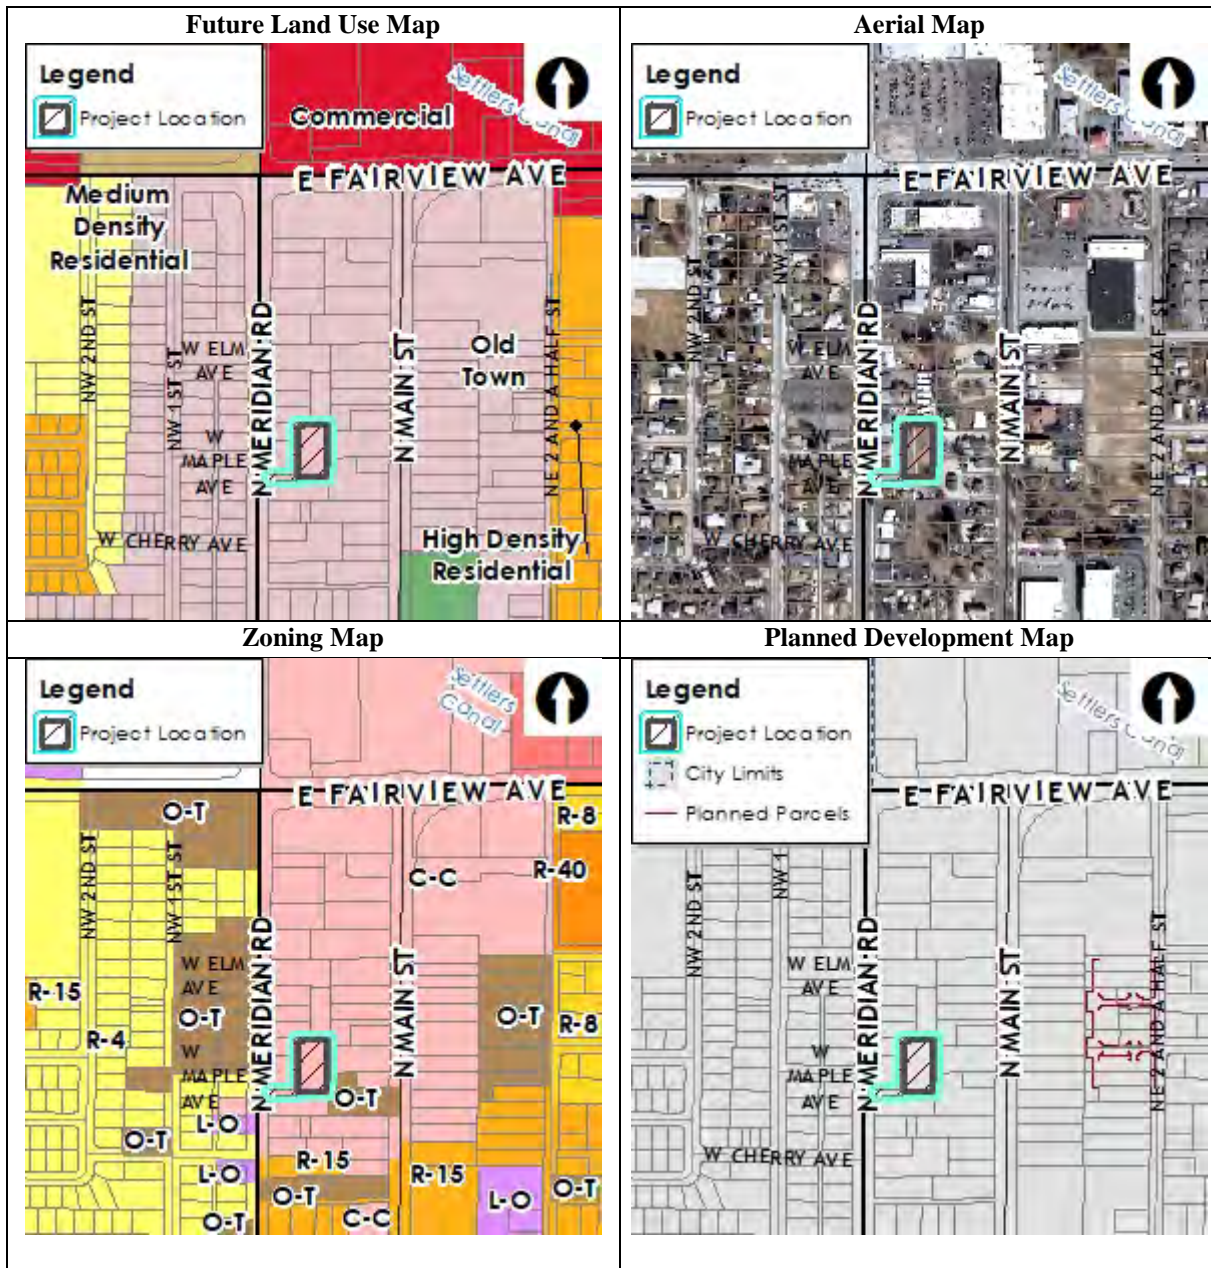 Future Land Use Map
Legend
Project Location
Settlers
Canal
Commercial
E FAIRVIEW AVE
Medium
Density
Residential
NW 2ND ST
NW 1ST ST
W ELM
AVE
N MERIDIAN RD
N MAIN ST
Old
Town
NE 2 AND A HALF ST
W
MAPLE
AVE
W CHERRY AVE
High Density
Residential
Aerial Map
Legend
Project Location
Settlers
Canal
E FAIRVIEW AVE
NW 2ND ST
NW 1ST ST
W ELM
AVE
N MERIDIAN RD
N MAIN ST
NE 2 AND A HALF ST
W
MAPLE
AVE
W CHERRY AVE
Zoning Map
Legend
Project Location
Settlers
Canal
E FAIRVIEW AVE
O-T
R-8
C-C
R-40
NW 2ND ST
NW 1ST ST
W ELM
AVE
N MERIDIAN RD
N MAIN ST
R-15
O-T
O-T
R-8
R-4
W
MAPLE
AVE
O-T
L-O
O-T
R-15
L-O
R-15
O-T
L-O
O-T
O-T
C-C
Planned Development Map
Legend
Project Location
City Limits
Planned Parcels
Settlers Canal
E FAIRVIEW AVE
NW 2ND ST
NW 1
W ELM
AVE
N MERIDIAN RD
N MAIN ST
NE 2 AND A HALF ST
W
MAPLE
AVE
W CHERRY AVE